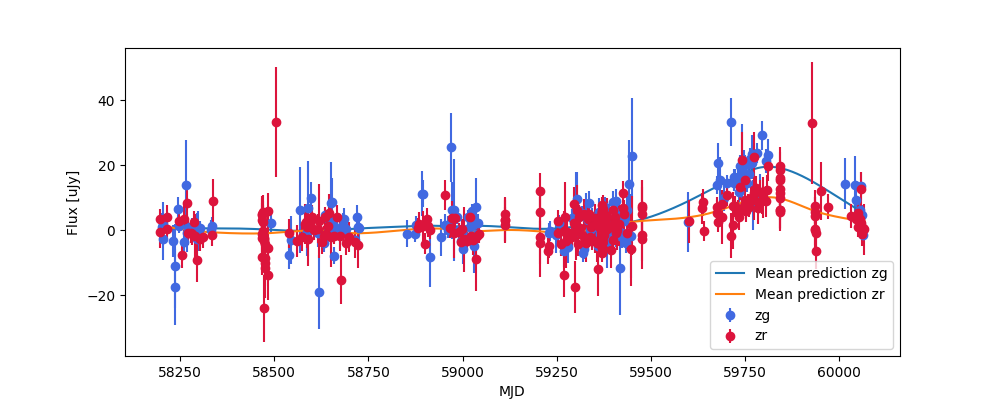 40
20
0
−20
Flux [uJy]
58250 58500 58750 59000 59250 59500 59750 60000
MJD
Mean prediction zg
Mean prediction zr
zg
zr